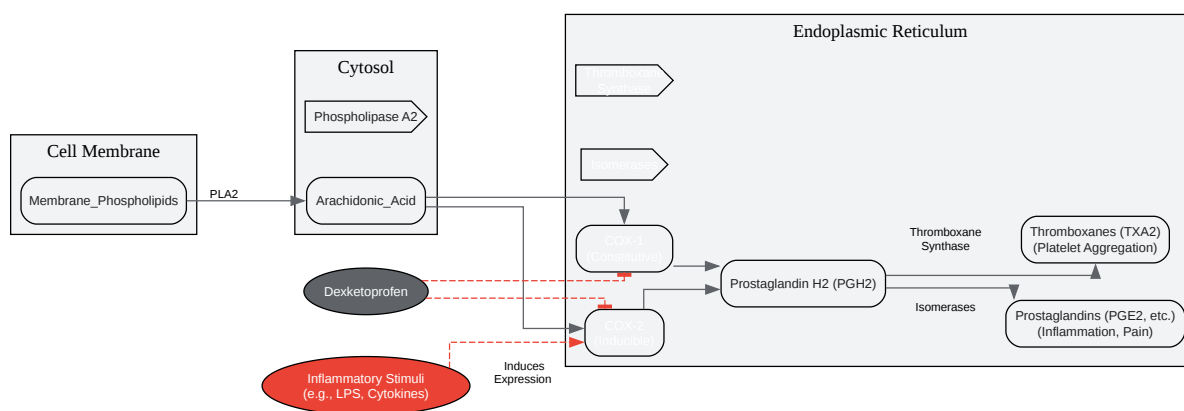 Endoplasmic Reticulum
Cytosol
Thromboxane
Synthase
Phospholipase A2
Cell Membrane
Isomerases
Membrane_Phospholipids
PLA2
Arachidonic_Acid
COX-1
(Constitutive)
Thromboxane
Synthase
Thromboxanes (TXA2)
(Platelet Aggregation)
Dexketoprofen
Prostaglandin H2 (PGH2)
Isomerases
Prostaglandins (PGE2, etc.)
(Inflammation, Pain)
COX-2
(Inducible)
Inflammatory Stimuli
(e.g., LPS, Cytokines)
Induces
Expression